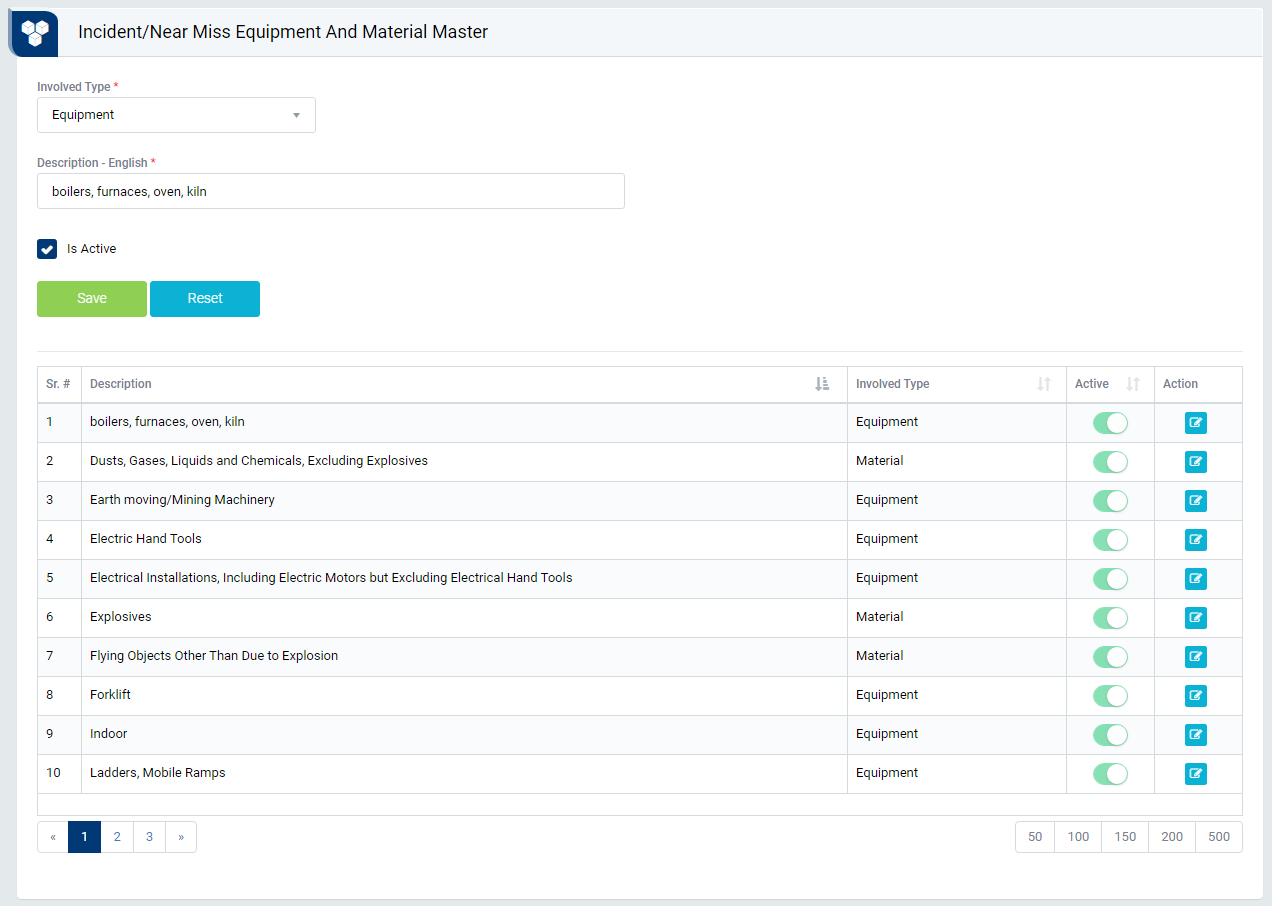 Incident/Near Miss Equipment And Material Master
Involved Type *
Equipment
Description - English *
boilers, furnaces, oven, kiln
Is Active
Save Reset
Sr. # Description Involved Type Active Action
1 boilers, furnaces, oven, kiln Equipment
2 Dusts, Gases, Liquids and Chemicals, Excluding Explosives Material
3 Earth moving/Mining Machinery Equipment
4 Electric Hand Tools Equipment
5 Electrical Installations, Including Electric Motors but Excluding Electrical Hand Tools Equipment
6 Explosives Material
7 Flying Objects Other Than Due to Explosion Material
8 Forklift Equipment
9 Indoor Equipment
10 Ladders, Mobile Ramps Equipment
« 1 2 3 » 50 100 150 200 500